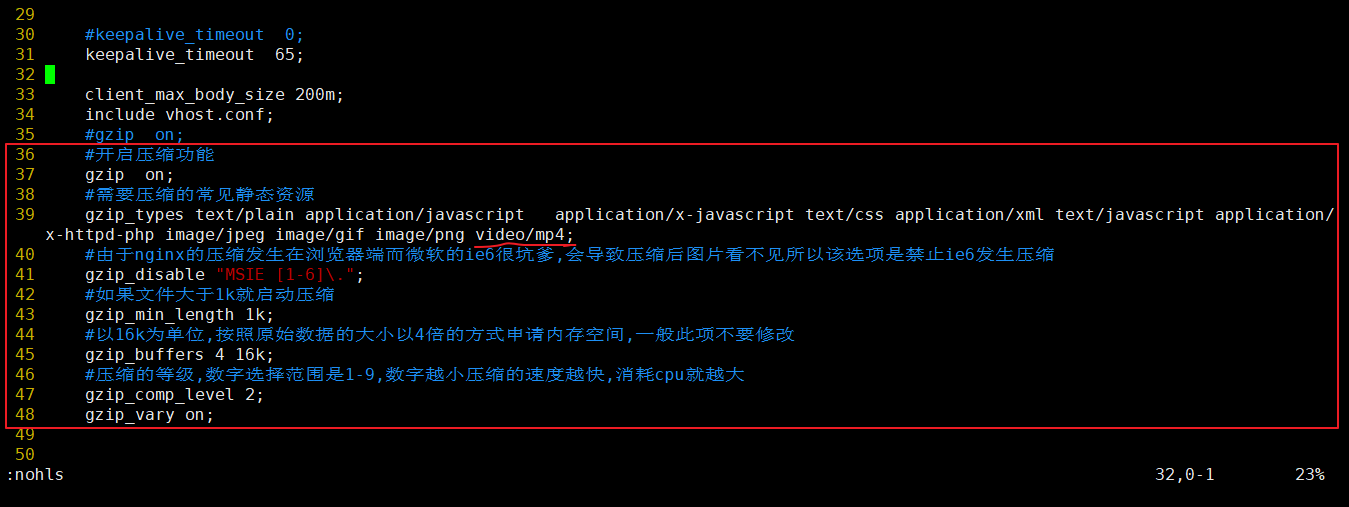 29
30     #keepalive_timeout  0;
31     keepalive_timeout  65;
32
33     client_max_body_size 200m;
34     include vhost.conf;
35     #gzip  on;
36     #开启压缩功能
37     gzip  on;
38     #需要压缩的常见静态资源
39     gzip_types text/plain application/javascript   application/x-javascript text/css application/xml text/javascript application/
x-httpd-php image/jpeg image/gif image/png video/mp4;
40     #由于nginx的压缩发生在浏览器端而微软的ie6很坑爹,会导致压缩后图片看不见所以该选项是禁止ie6发生压缩
41     gzip_disable "MSIE [1-6]\.";
42     #如果文件大于1k就启动压缩
43     gzip_min_length 1k;
44     #以16k为单位,按照原始数据的大小以4倍的方式申请内存空间,一般此项不要修改
45     gzip_buffers 4 16k;
46     #压缩的等级,数字选择范围是1-9,数字越小压缩的速度越快,消耗cpu就越大
47     gzip_comp_level 2;
48     gzip_vary on;
49
50
:nohls 32,0-1 23%